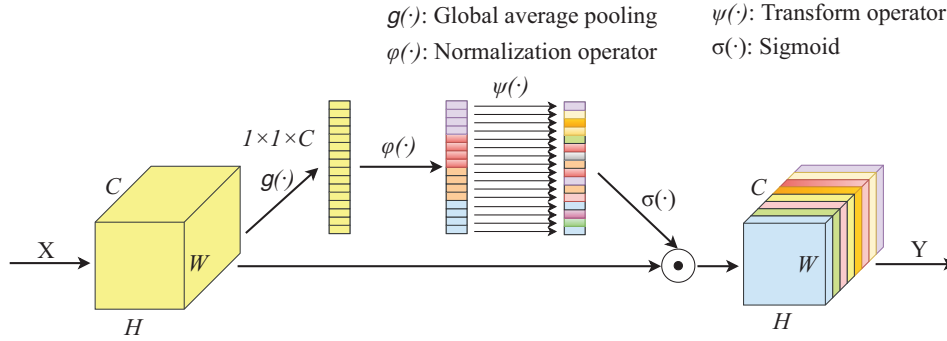 g(·): Global average pooling
ψ(·): Transform operator
φ(·): Normalization operator
σ(·): Sigmoid
ψ(·)
1×1×C
φ(·)
g(·)
C
σ(·)
C
X
W
W
Y
H
H